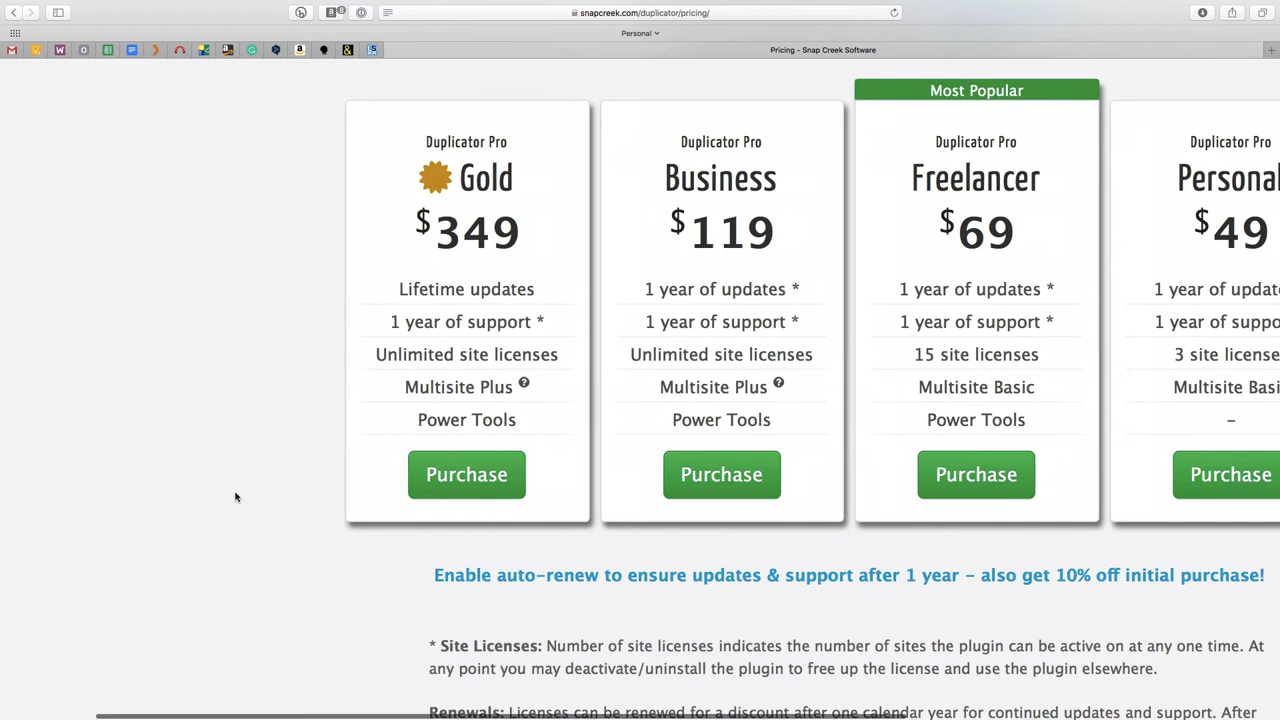 snapcreek.com/duplicator/pricing/
Personal
Pricing - Snap Creek Software
Duplicator Pro
Gold
$349
Lifetime updates
1 year of support *
Unlimited site licenses
Multisite Plus ?
Power Tools
Purchase
Duplicator Pro
Business
$119
1 year of updates *
1 year of support *
Unlimited site licenses
Multisite Plus ?
Power Tools
Purchase
Most Popular
Duplicator Pro
Freelancer
$69
1 year of updates *
1 year of support *
15 site licenses
Multisite Basic
Power Tools
Purchase
Duplicator Pro
Personal
$49
1 year of updat
1 year of suppo
3 site license
Multisite Basi
–
Purchase
Enable auto-renew to ensure updates & support after 1 year - also get 10% off initial purchase!
* Site Licenses: Number of site licenses indicates the number of sites the plugin can be active on at any one time. At
any point you may deactivate/uninstall the plugin to free up the license and use the plugin elsewhere.
Renewals: Licenses can be renewed for a discount after one calendar year for continued updates and support. After